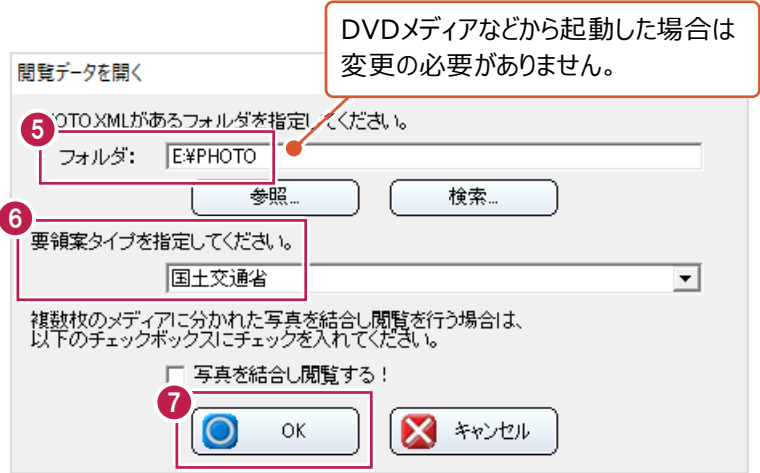 DVDメディアなどから起動した場合は
変更の必要がありません。
閲覧データを開く
OTO.XMLがあるフォルダを指定してください。
5
フォルダ:
E:¥PHOTO
参照...
検索...
6
要領案タイプを指定してください。
国土交通省
複数枚のメディアに分かれた写真を結合し閲覧を行う場合は、
以下のチェックボックスにチェックを入れてください。
写真を結合し閲覧する!
7
OK
キャンセル